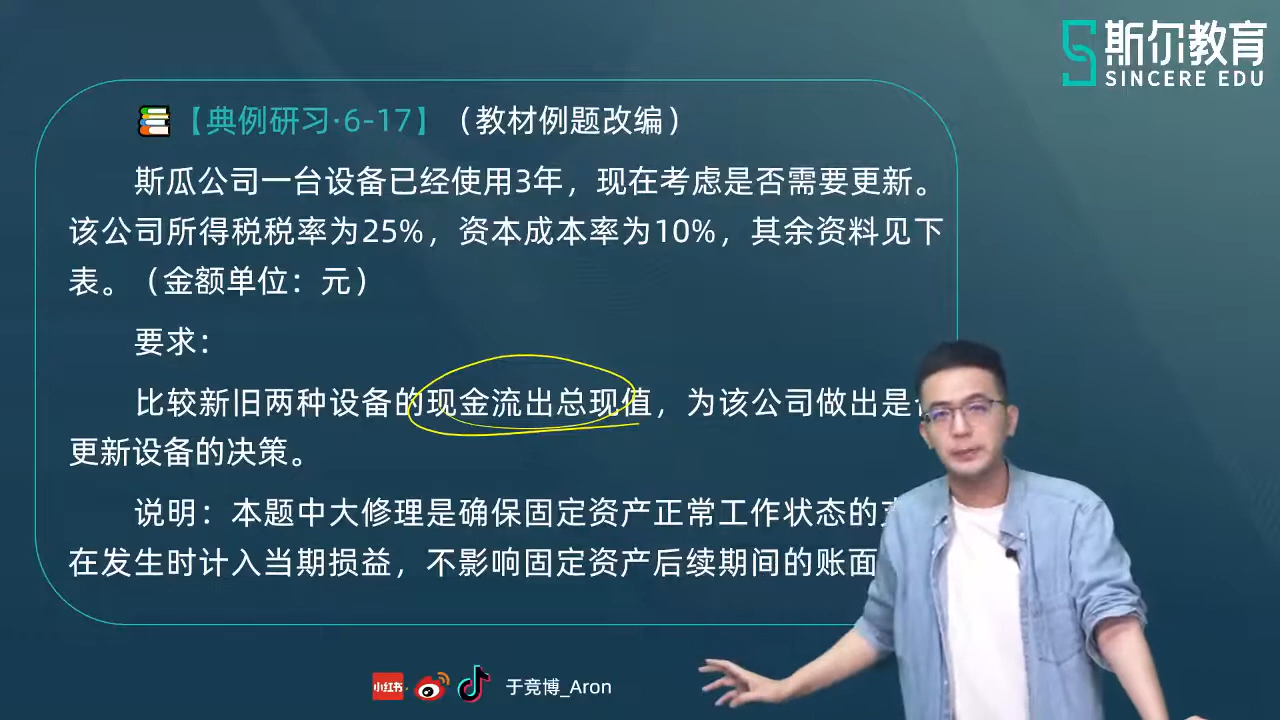 斯尔教育
SINCERE EDU
【典例研习·6-17】（教材例题改编）
斯瓜公司一台设备已经使用3年，现在考虑是否需要更新。
该公司所得税税率为25%，资本成本率为10%，其余资料见下
表。（金额单位：元）
要求：
比较新旧两种设备的现金流出总现值，为该公司做出是
更新设备的决策。
说明：本题中大修理是确保固定资产正常工作状态的
在发生时计入当期损益，不影响固定资产后续期间的账面
小红书
于竞博_Aron